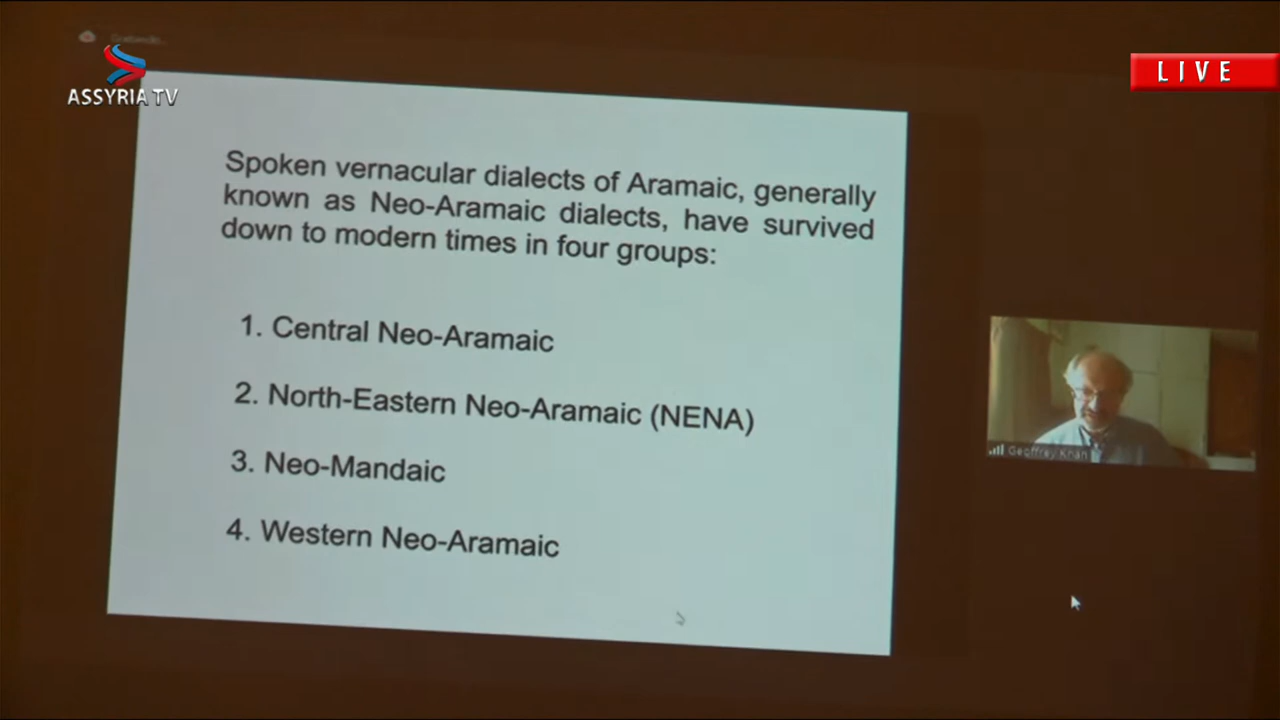 ASSYRIA TV
LIVE
Spoken vernacular dialects of Aramaic, generally
known as Neo-Aramaic dialects, have survived
down to modern times in four groups:
1. Central Neo-Aramaic
2. North-Eastern Neo-Aramaic (NENA)
3. Neo-Mandaic
4. Western Neo-Aramaic
Geoffrey Khan